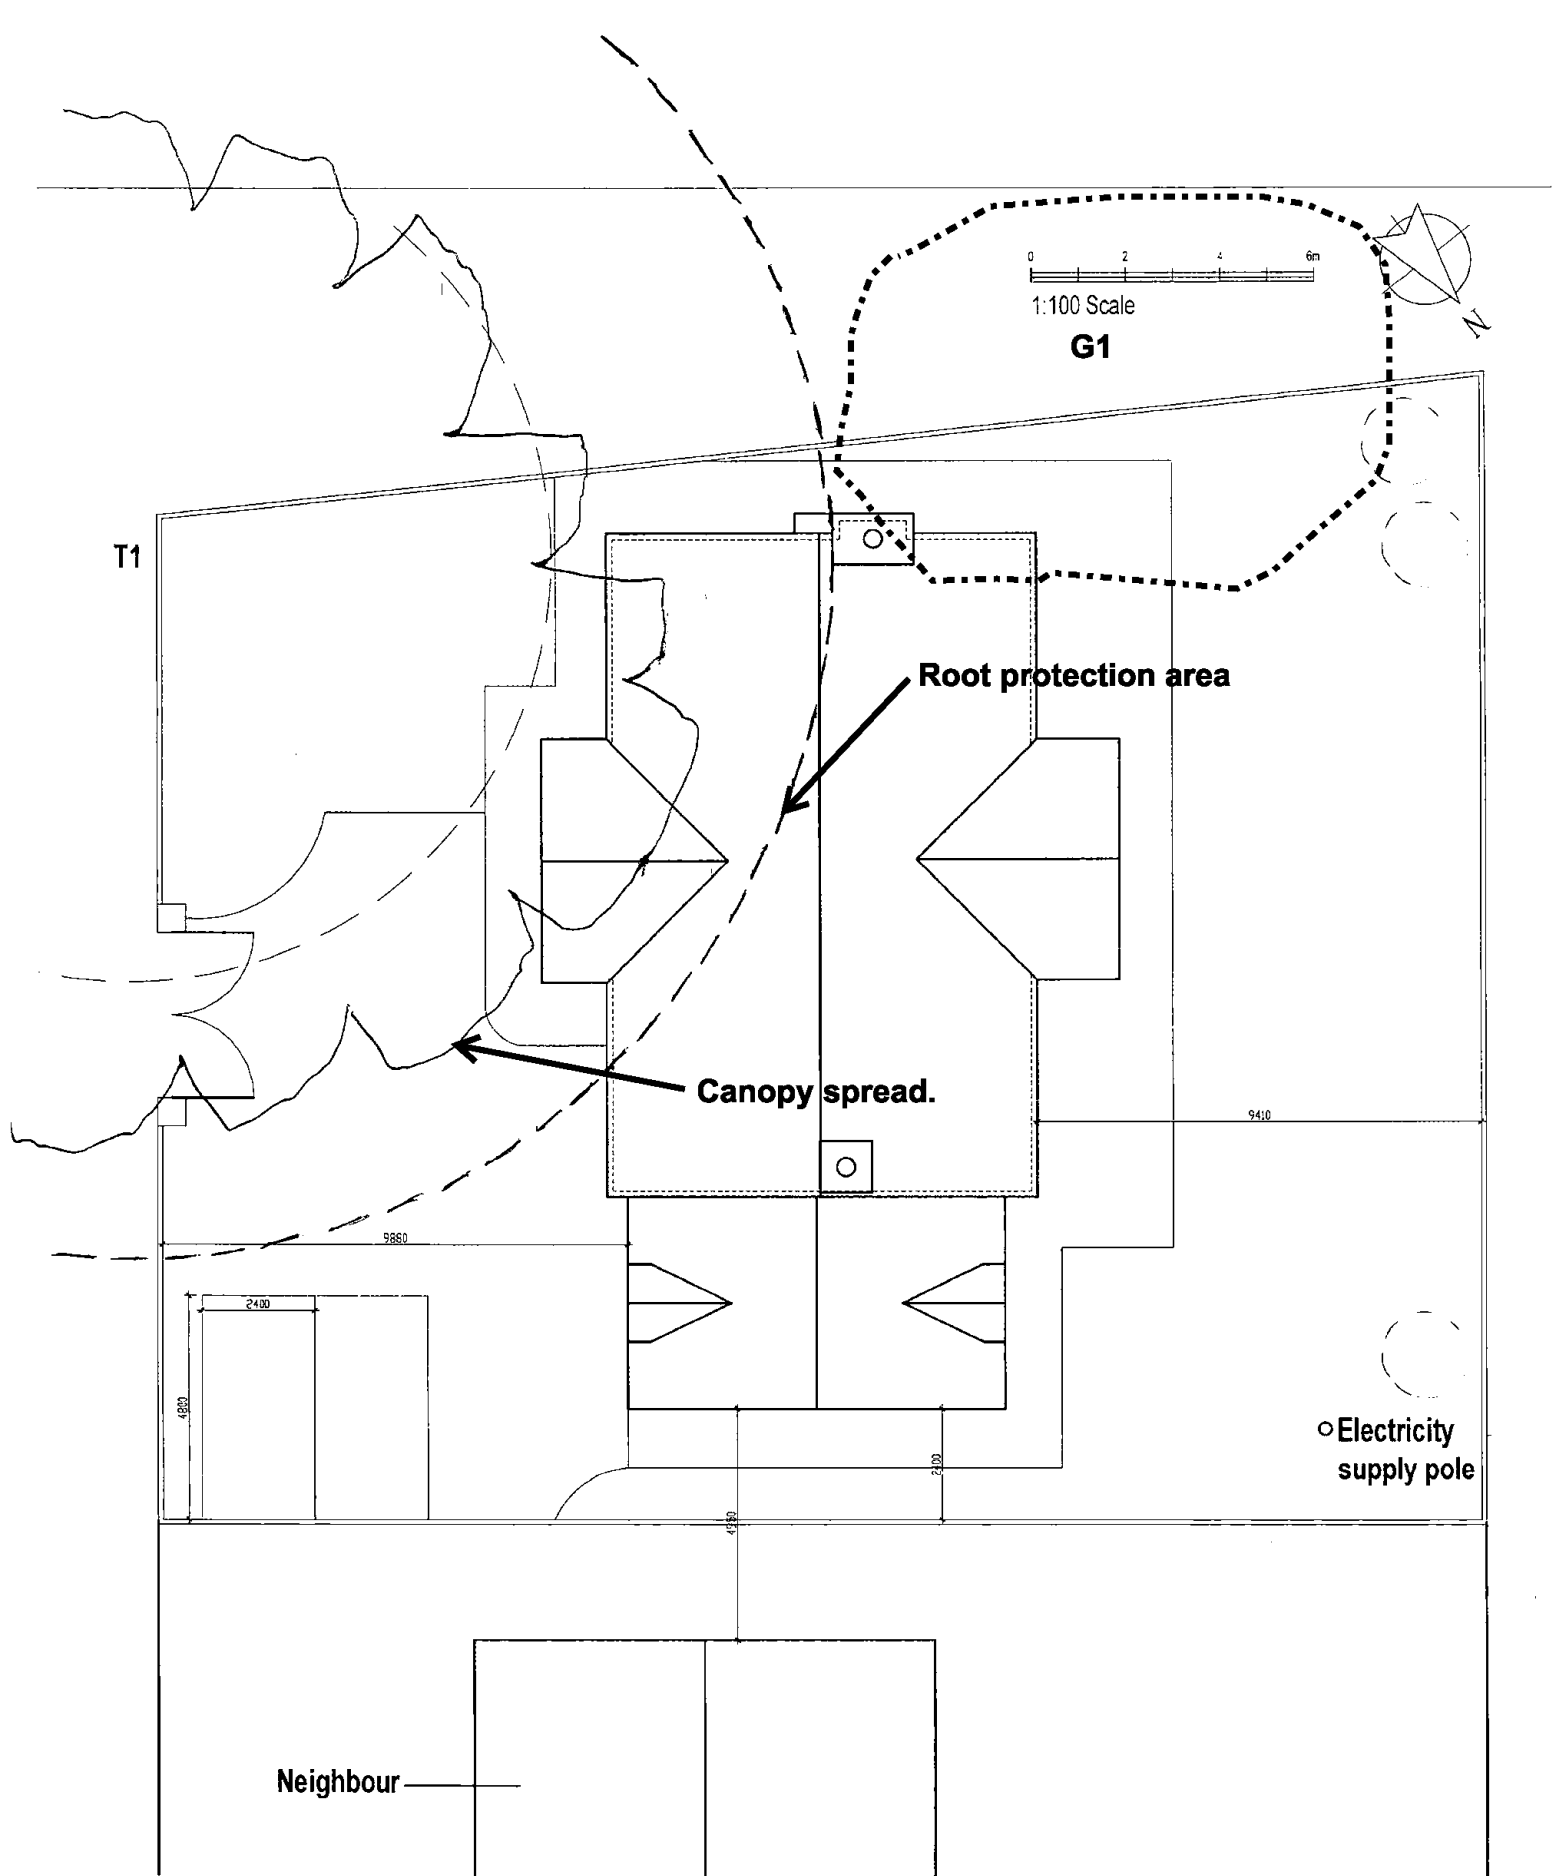 0 2 4 6m
1:100 Scale
G1
N
T1
Root protection area
Canopy spread.
9410
9880
2400
4800
2400
Electricity
supply pole
Neighbour